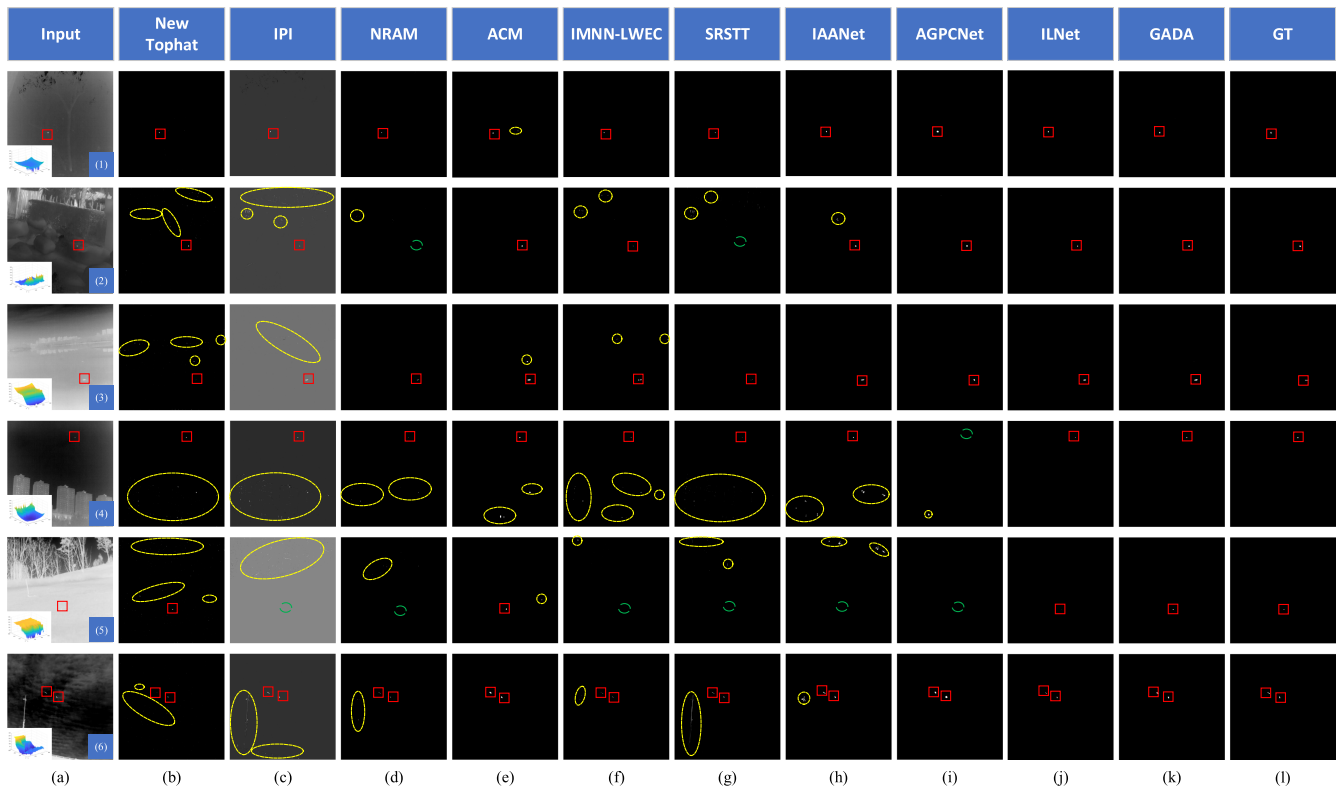 Input
New
Tophat
IPI
NRAM
ACM
IMNN-LWEC
SRSTT
IAANet
AGPCNet
ILNet
GADA
GT
(1)
(2)
(3)
(4)
(5)
(6)
(a)
(b)
(c)
(d)
(e)
(f)
(g)
(h)
(i)
(j)
(k)
(l)